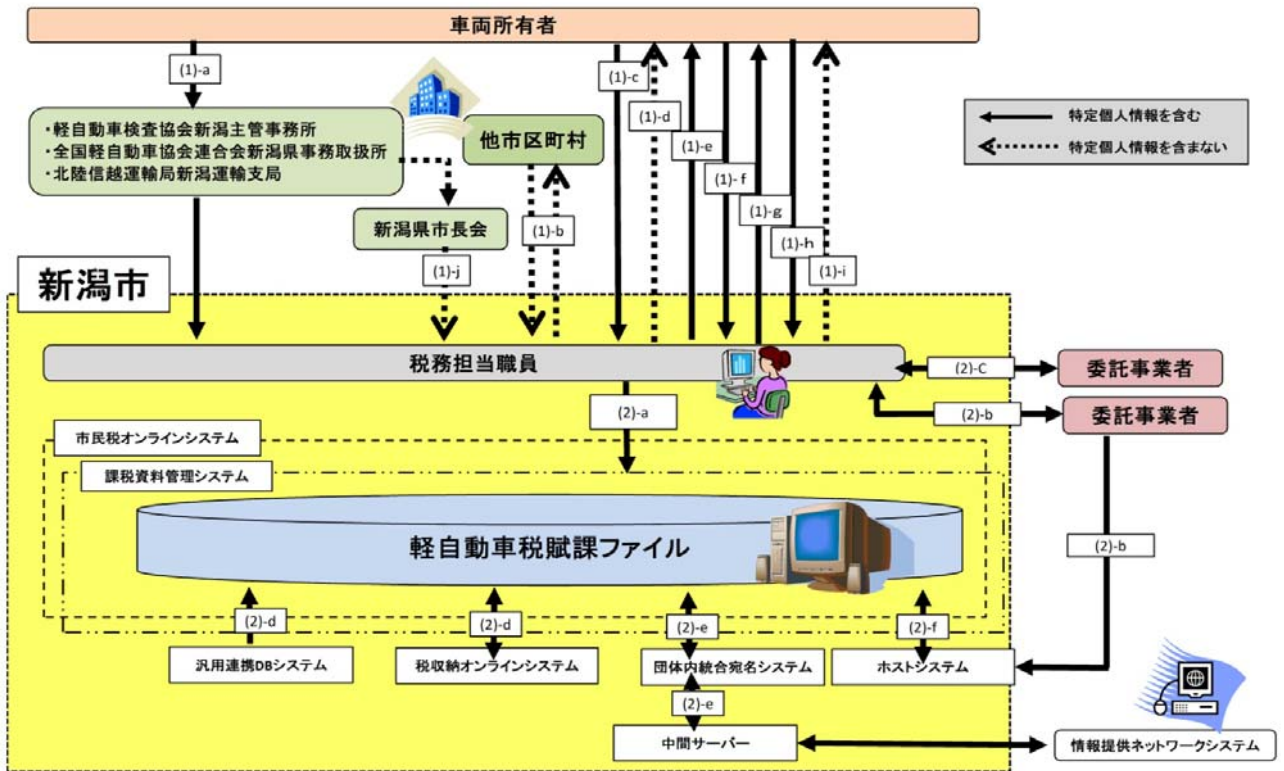 車両所有者
(1)-a
(1)-c
(1)-d
(1)-e
(1)-f
(1)-g
(1)-h
(1)-i
・軽自動車検査協会新潟主管事務所
・全国軽自動車協会連合会新潟県事務取扱所
・北陸信越運輸局新潟運輸支局
他市区町村
特定個人情報を含む
特定個人情報を含まない
新潟県市長会
(1)-b
(1)-j
新潟市
税務担当職員
(2)-C
委託事業者
(2)-b
委託事業者
(2)-a
市民税オンラインシステム
課税資料管理システム
軽自動車税賦課ファイル
(2)-b
(2)-d
(2)-d
(2)-e
(2)-f
汎用連携DBシステム
税収納オンラインシステム
団体内統合宛名システム
ホストシステム
(2)-e
中間サーバー
情報提供ネットワークシステム